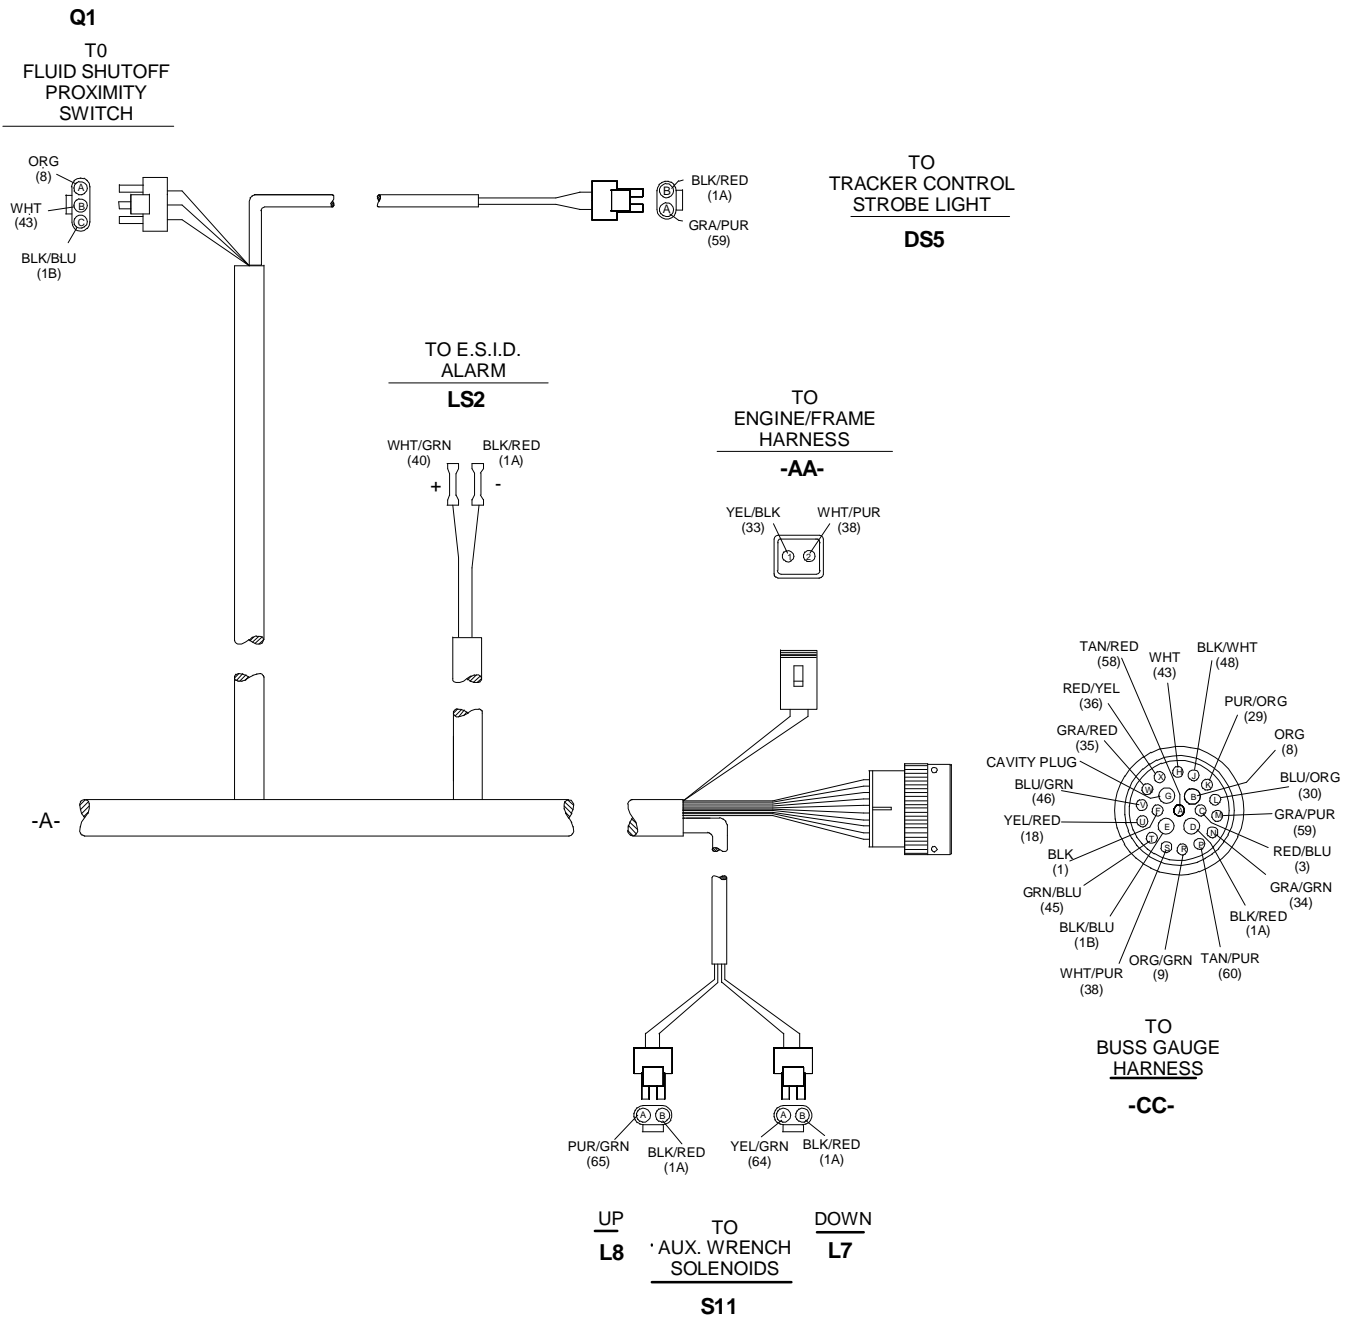 Q1
T0
FLUID SHUTOFF
PROXIMITY
SWITCH
ORG
(8)
WHT
(43)
BLK/BLU
(1B)
A
B
C
B
A
BLK/RED
(1A)
GRA/PUR
(59)
TO
TRACKER CONTROL
STROBE LIGHT
DS5
TO E.S.I.D.
ALARM
LS2
WHT/GRN
(40)
BLK/RED
(1A)
+
-
TO
ENGINE/FRAME
HARNESS
-AA-
YEL/BLK
(33)
WHT/PUR
(38)
1
2
-A-
TAN/RED
(58)
WHT
(43)
BLK/WHT
(48)
RED/YEL
(36)
PUR/ORG
(29)
GRA/RED
(35)
ORG
(8)
CAVITY PLUG
BLU/GRN
(46)
BLU/ORG
(30)
YEL/RED
(18)
GRA/PUR
(59)
BLK
(1)
RED/BLU
(3)
GRN/BLU
(45)
GRA/GRN
(34)
BLK/BLU
(1B)
BLK/RED
(1A)
WHT/PUR
(38)
ORG/GRN
(9)
TAN/PUR
(60)
X
H
J
K
W
G
B
L
V
F
A
C
M
U
E
D
N
T
S
R
P
TO
BUSS GAUGE
HARNESS
-CC-
A
B
A
B
PUR/GRN
(65)
BLK/RED
(1A)
YEL/GRN
(64)
BLK/RED
(1A)
UP
L8
TO
AUX. WRENCH
SOLENOIDS
S11
DOWN
L7